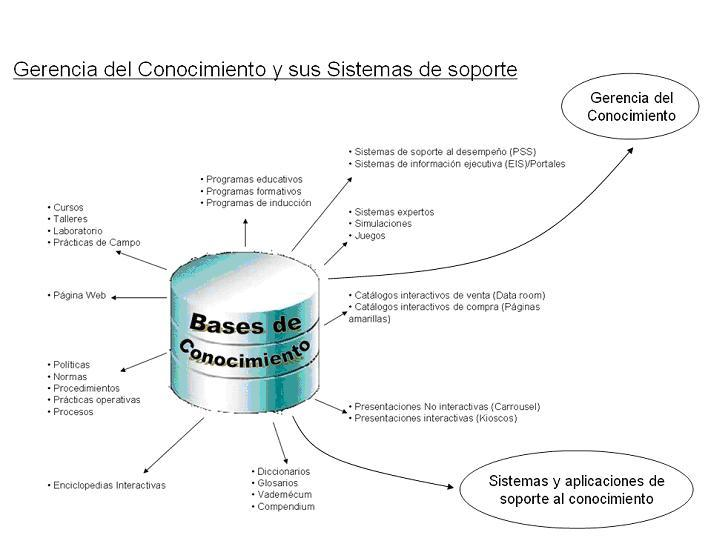 Gerencia del Conocimiento y sus Sistemas de soporte
Gerencia del
Conocimiento
• Sistemas de soporte al desempeño (PSS)
• Sistemas de información ejecutiva (EIS)/Portales
• Programas educativos
• Programas formativos
• Programas de inducción
• Cursos
• Talleres
• Laboratorio
• Prácticas de Campo
• Sistemas expertos
• Simulaciones
• Juegos
• Página Web
• Catálogos interactivos de venta (Data room)
• Catálogos interactivos de compra (Páginas
amarillas)
Bases de
Conocimiento
• Políticas
• Normas
• Procedimientos
• Prácticas operativas
• Procesos
• Presentaciones No interactivas (Carrousel)
• Presentaciones interactivas (Kioscos)
• Enciclopedias Interactivas
• Diccionarios
• Glosarios
• Vademécum
• Compendium
Sistemas y aplicaciones de
soporte al conocimiento